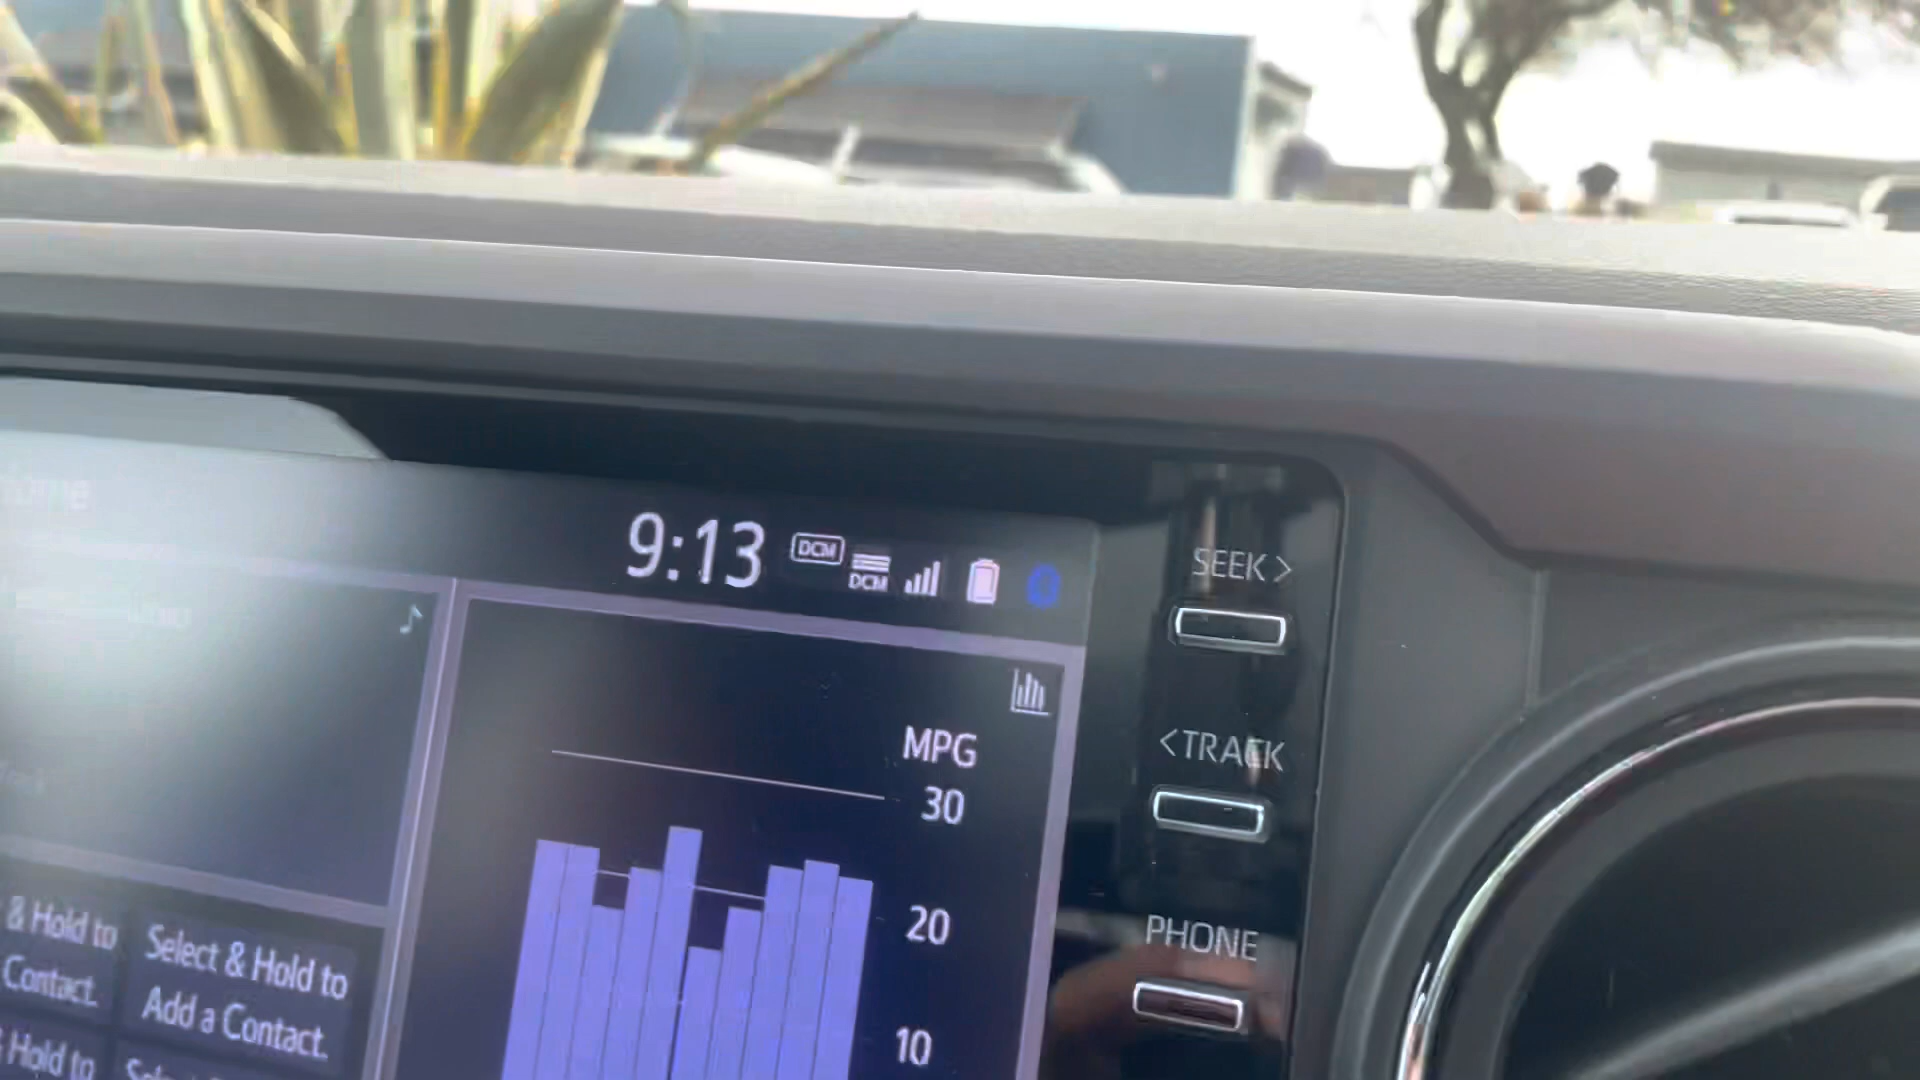 9:13
DCM
DCM
SEEK >
MPG
30
20
10
< TRACK
PHONE
& Hold to
Contact.
Select & Hold to
Add a Contact.
Hold to